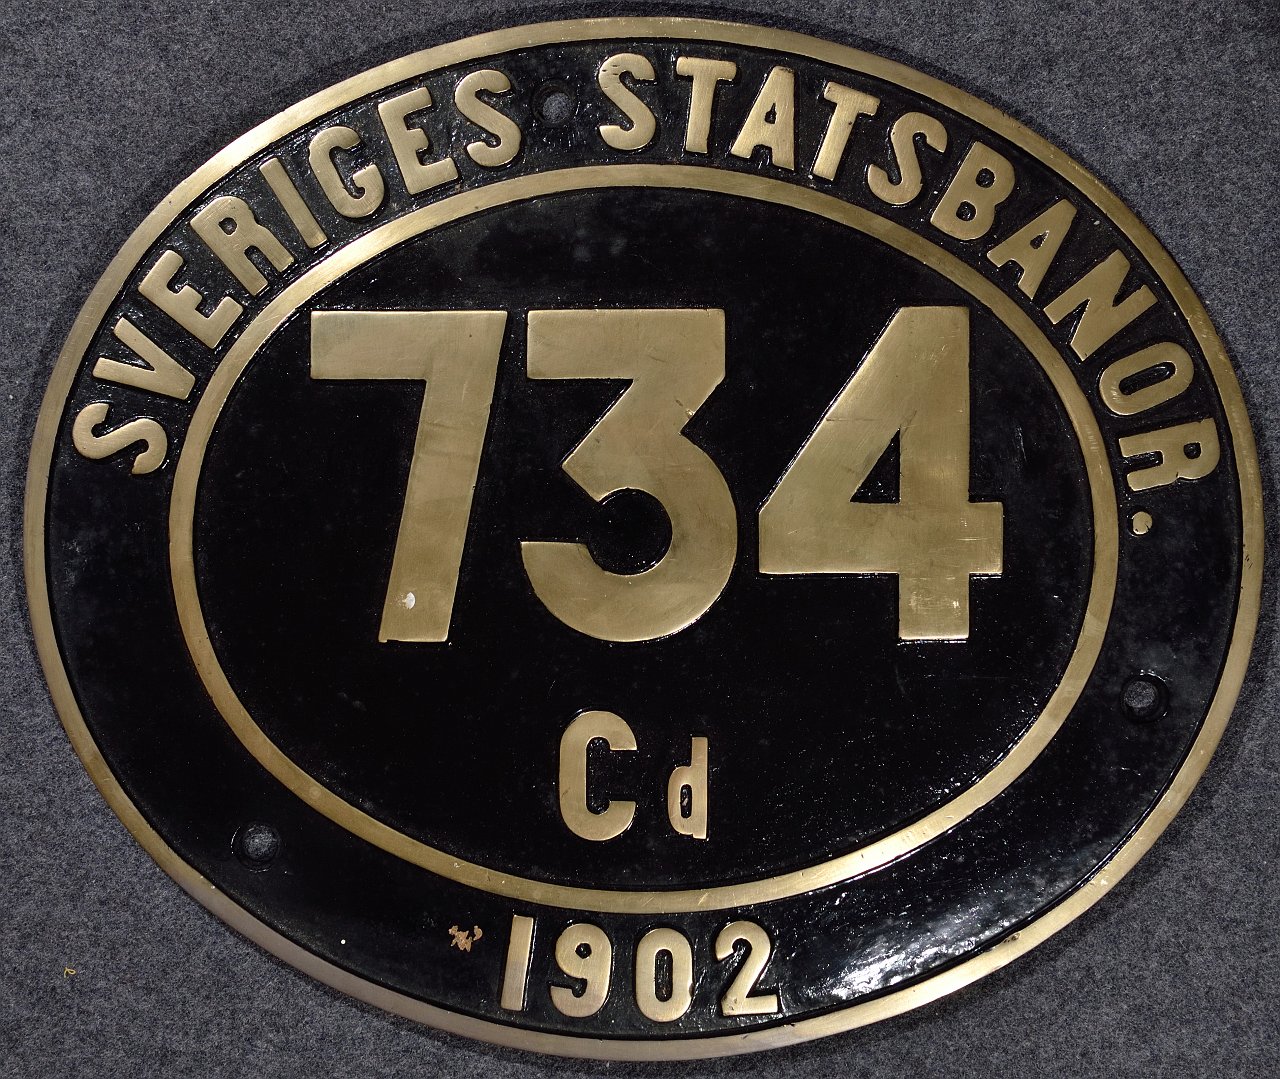 SVERIGES STATSBANOR.
734
Cd
1902